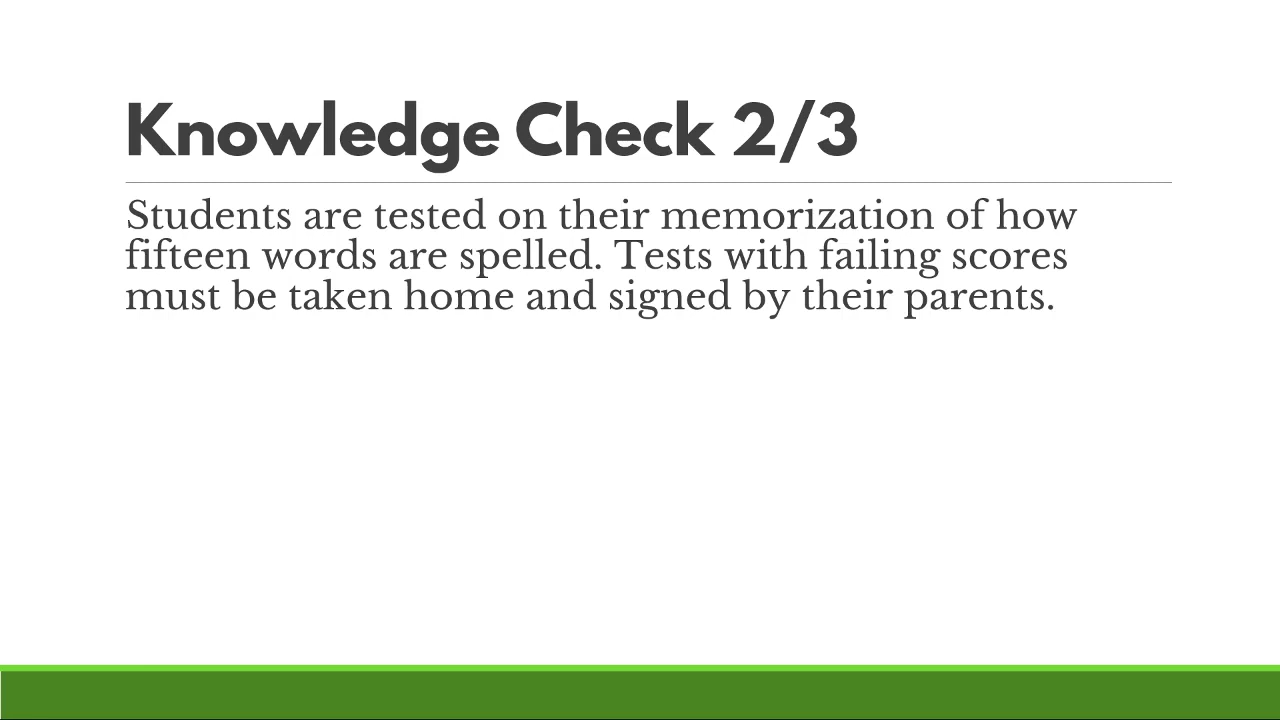 Knowledge Check 2/3
Students are tested on their memorization of how
fifteen words are spelled. Tests with failing scores
must be taken home and signed by their parents.